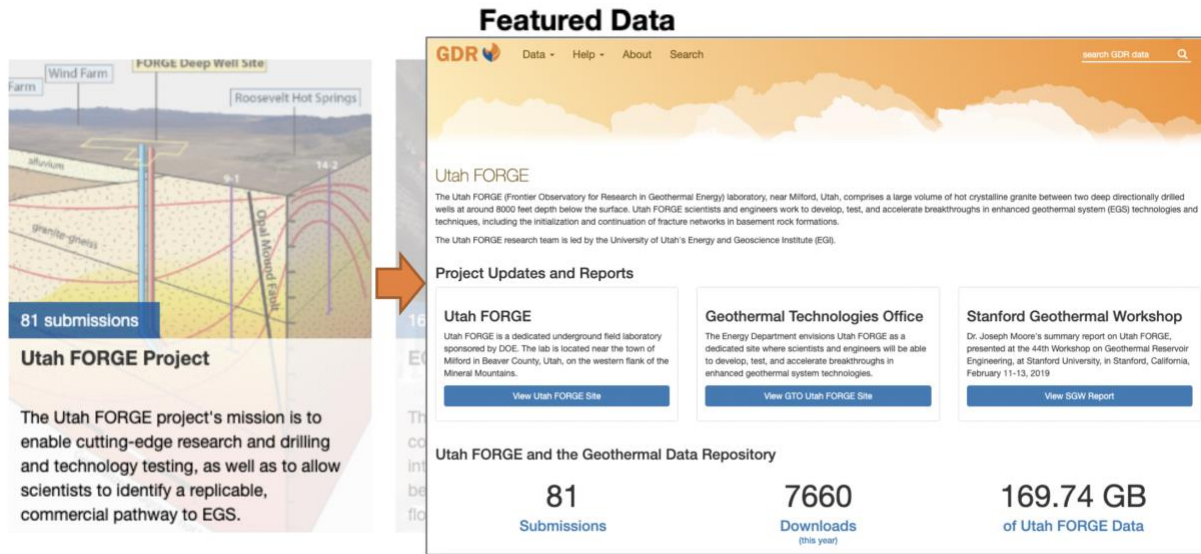 Featured Data
Farm
Wind Farm
FORGE Deep Well Site
Roosevelt Hot Springs
alluvium
9-1
14-2
granite-gneiss
Opal Mound Fault
81 submissions
Utah FORGE Project
The Utah FORGE project's mission is to
enable cutting-edge research and drilling
and technology testing, as well as to allow
scientists to identify a replicable,
commercial pathway to EGS.
GDR
Data
Help
About
Search
search GDR data
Utah FORGE
The Utah FORGE (Frontier Observatory for Research in Geothermal Energy) laboratory, near Milford, Utah, comprises a large volume of hot crystalline granite between two deep directionally drilled
wells at around 8000 feet depth below the surface. Utah FORGE scientists and engineers work to develop, test, and accelerate breakthroughs in enhanced geothermal system (EGS) technologies and
techniques, including the initialization and continuation of fracture networks in basement rock formations.
The Utah FORGE research team is led by the University of Utah's Energy and Geoscience Institute (EGI).
Project Updates and Reports
Utah FORGE
Utah FORGE is a dedicated underground field laboratory
sponsored by DOE. The lab is located near the town of
Milford in Beaver County, Utah, on the western flank of the
Mineral Mountains.
View Utah FORGE Site
Geothermal Technologies Office
The Energy Department envisions Utah FORGE as a
dedicated site where scientists and engineers will be able
to develop, test, and accelerate breakthroughs in
enhanced geothermal system technologies.
View GTO Utah FORGE Site
Stanford Geothermal Workshop
Dr. Joseph Moore's summary report on Utah FORGE,
presented at the 44th Workshop on Geothermal Reservoir
Engineering, at Stanford University, in Stanford, California,
February 11-13, 2019
View SGW Report
Utah FORGE and the Geothermal Data Repository
81
Submissions
7660
Downloads
(this year)
169.74 GB
of Utah FORGE Data